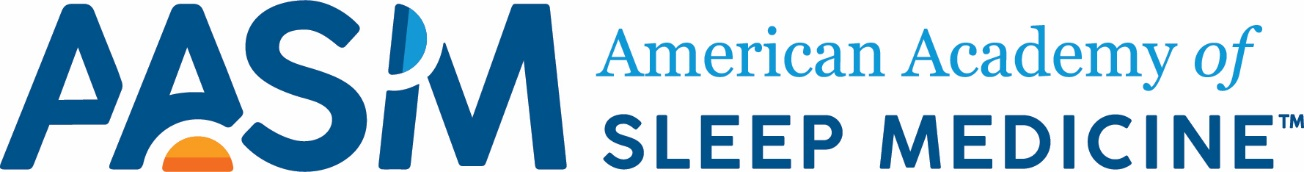 AASM
American Academy of
SLEEP MEDICINE™